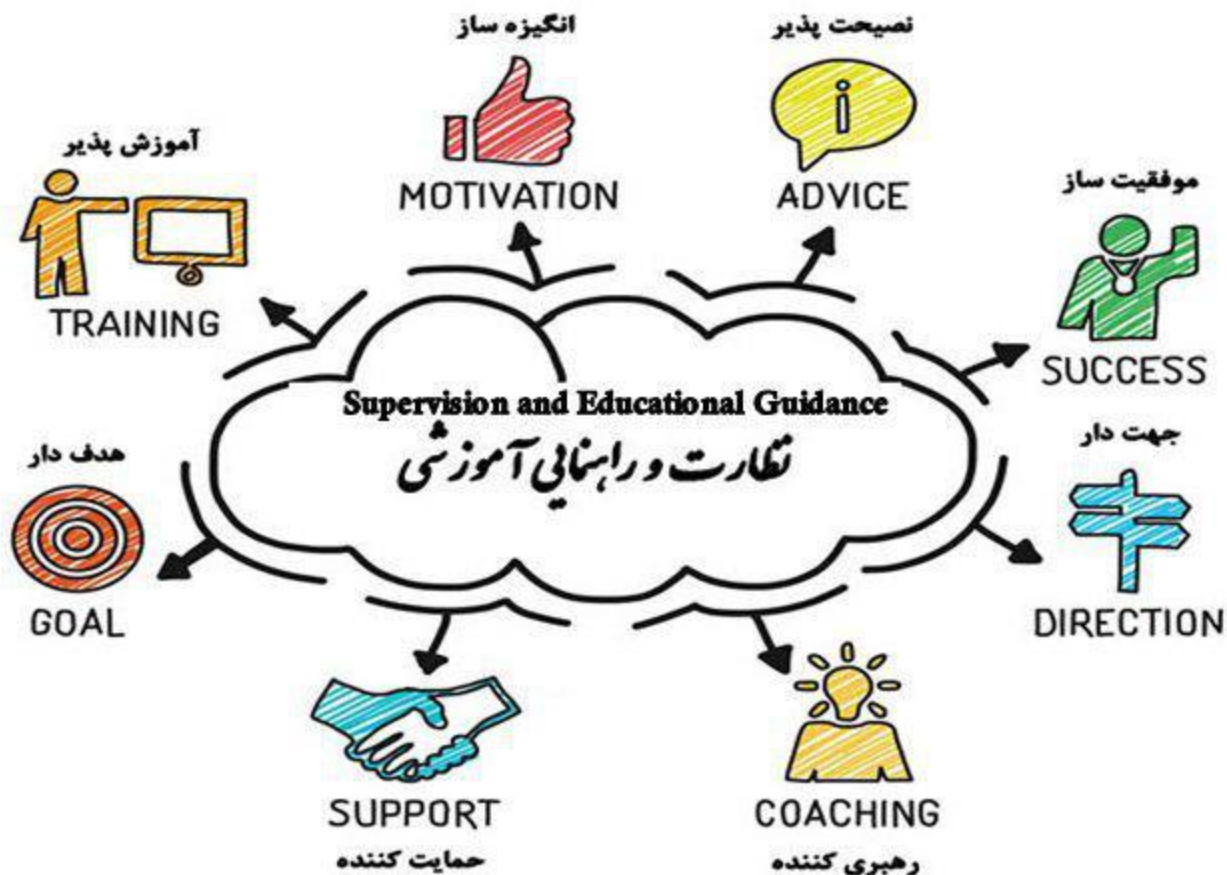 انگیزه ساز
MOTIVATION
نصیحت پذیر
ADVICE
آموزش پذیر
TRAINING
موفقیت ساز
SUCCESS
Supervision and Educational Guidance
نظارت و راهنمایی آموزشی
هدف دار
GOAL
جهت دار
DIRECTION
SUPPORT
حمایت کننده
COACHING
رهبری کننده